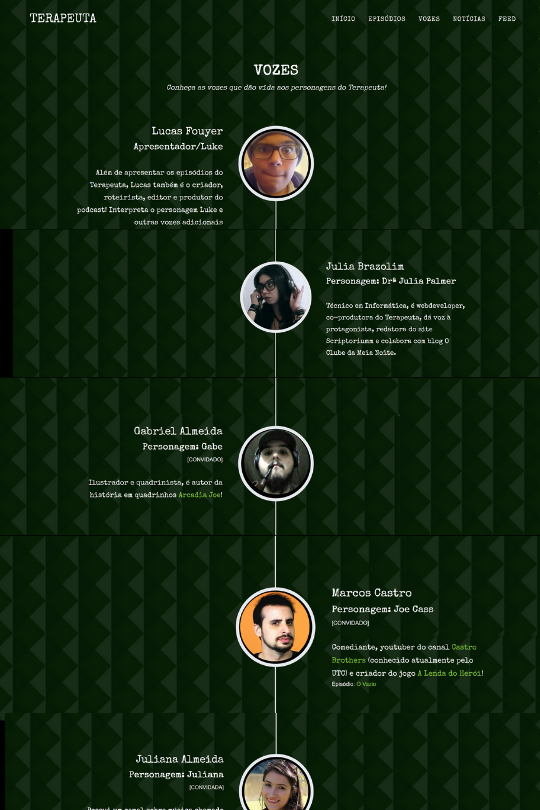 TERAPEUTA
INÍCIO EPISÓDIOS VOZES NOTÍCIAS FEED
VOZES
Conheça as vozes que dão vida aos personagens do Terapeuta!
Lucas Fouyer
Apresentador/Luke
Além de apresentar os episódios do
Terapeuta, Lucas também é o criador,
roteirista, editor e produtor do
podcast! Interpreta o personagem Luke e
outras vozes adicionais
Julia Brazolim
Personagem: Drª Julia Palmer
Técnico en Informática, é webdeveloper,
co-produtora do Terapeuta, dá voz à
protagonista, redatora do site
Scriptoriumm e colabora com blog O
Clube da Meia Noite.
Gabriel Almeida
Personagem: Gabe
[CONVIDADO]
Ilustrador e quadrinista, é autor da
história em quadrinhos Arcadia Joe!
Marcos Castro
Personagem: Joe Cass
[CONVIDADO]
Comediante, youtuber do canal Castro
Brothers (conhecido atualmente pelo
UTC) e criador do jogo A Lenda do Herói!
Episódio: O Vazio
Juliana Almeida
Personagem: Juliana
[CONVIDADA]